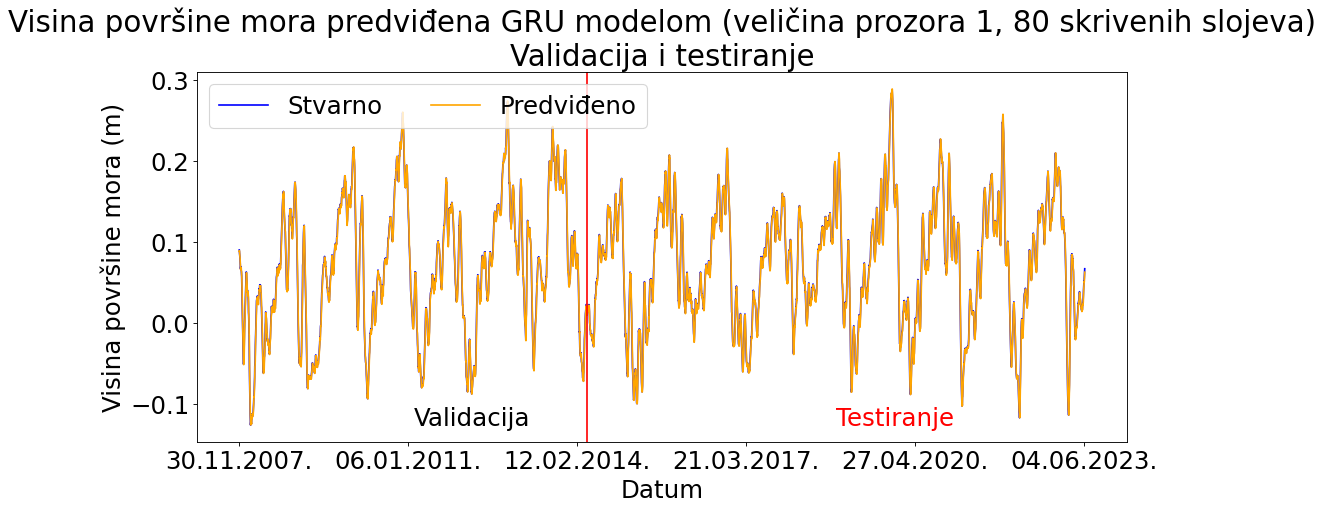 Visina površine mora predviđena GRU modelom (veličina prozora 1, 80 skrivenih slojeva)
Validacija i testiranje
Stvarno Predviđeno
Visina površine mora (m)
0.3
0.2
0.1
0.0
−0.1
Validacija Testiranje
30.11.2007. 06.01.2011. 12.02.2014. 21.03.2017. 27.04.2020. 04.06.2023.
Datum